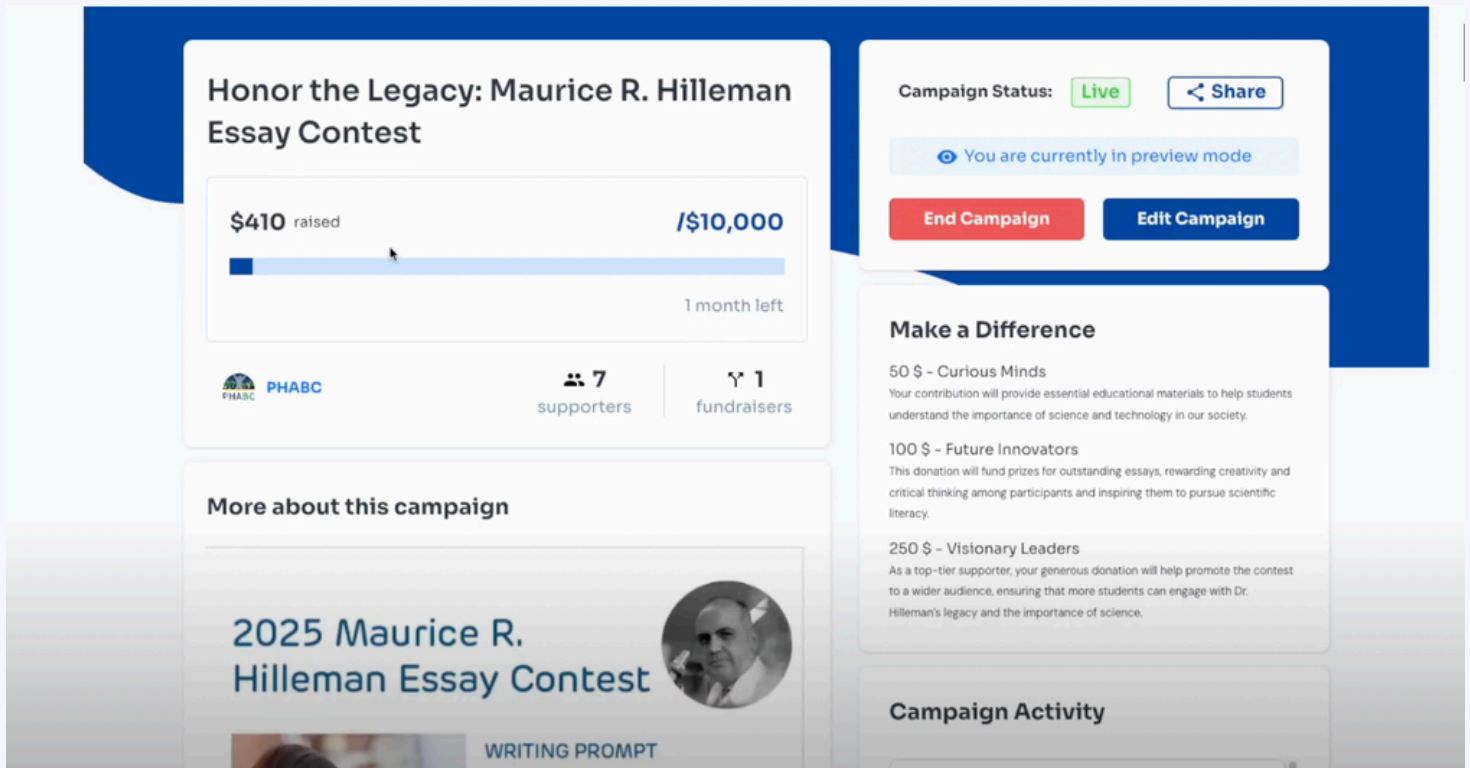 Honor the Legacy: Maurice R. Hilleman
Essay Contest
$410 raised
/$10,000
1 month left
PHABC
PHABC
7
supporters
1
fundraisers
More about this campaign
2025 Maurice R.
Hilleman Essay Contest
WRITING PROMPT
Campaign Status:
Live
Share
You are currently in preview mode
End Campaign
Edit Campaign
Make a Difference
50 $ - Curious Minds
Your contribution will provide essential educational materials to help students
understand the importance of science and technology in our society.
100 $ - Future Innovators
This donation will fund prizes for outstanding essays, rewarding creativity and
critical thinking among participants and inspiring them to pursue scientific
literacy.
250 $ - Visionary Leaders
As a top-tier supporter, your generous donation will help promote the contest
to a wider audience, ensuring that more students can engage with Dr.
Hilleman's legacy and the importance of science.
Campaign Activity